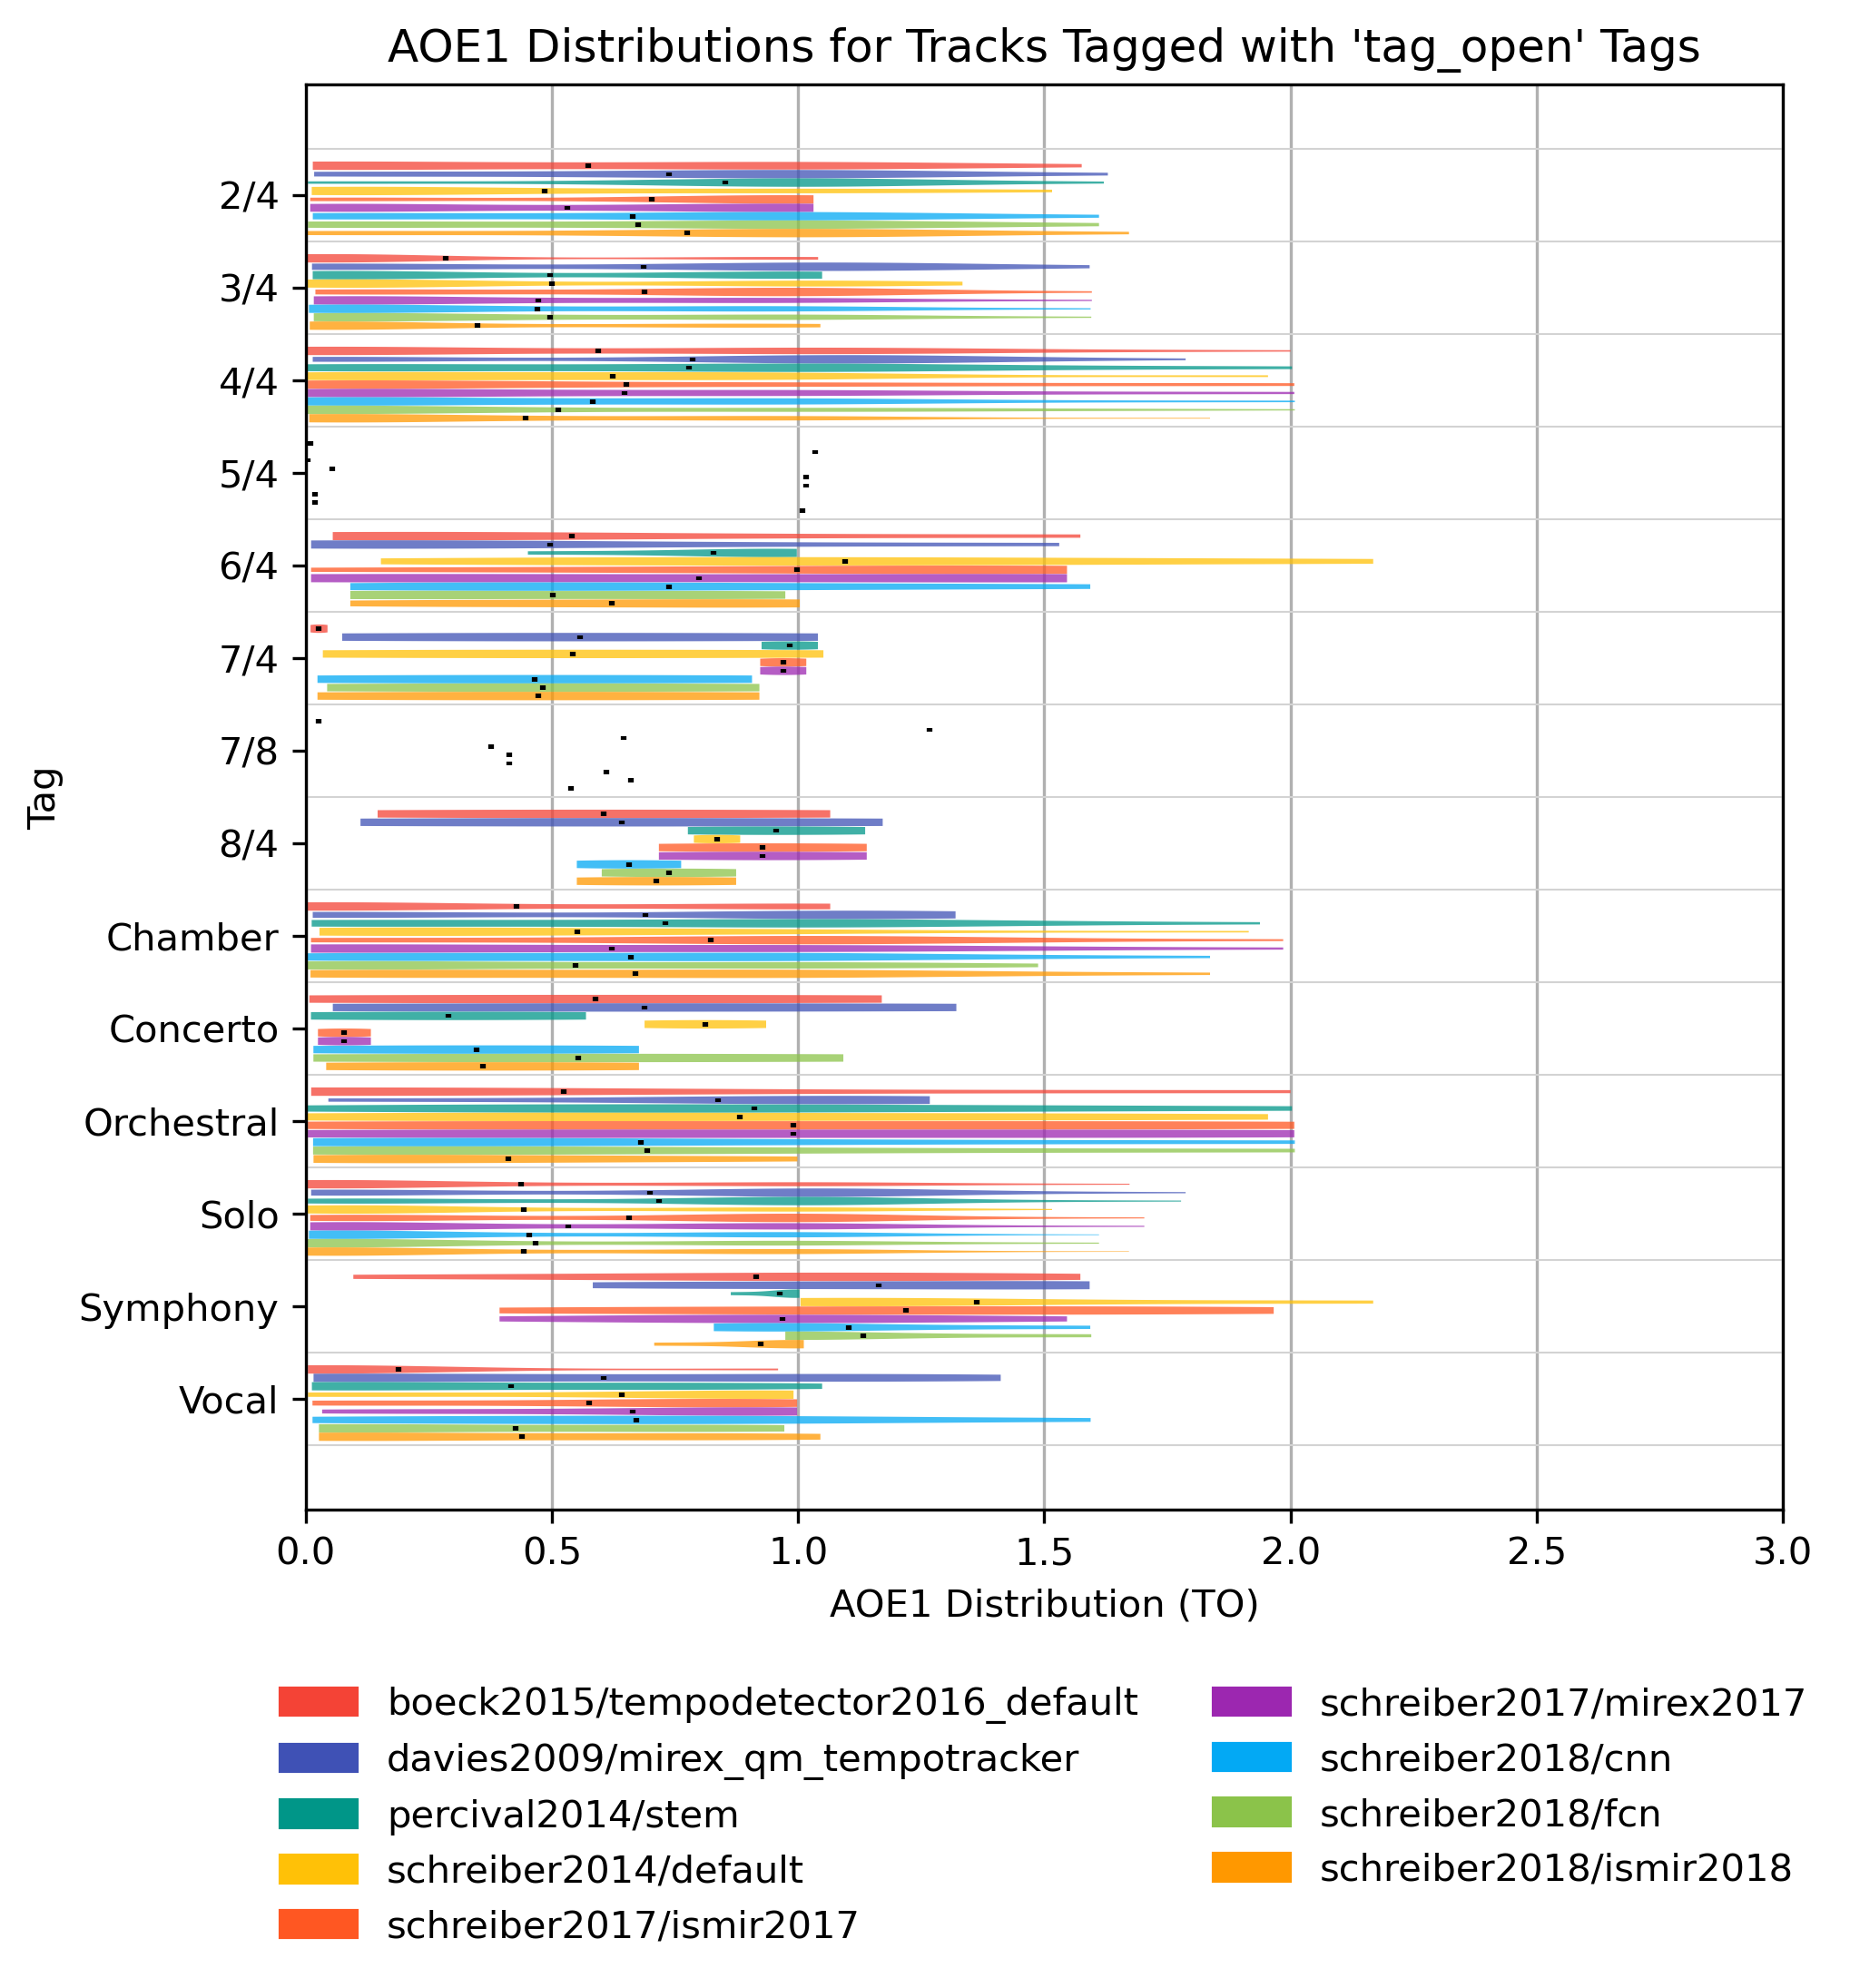 AOE1 Distributions for Tracks Tagged with 'tag_open' Tags
2/4
3/4
4/4
5/4
6/4
7/4
7/8
8/4
Chamber
Concerto
Orchestral
Solo
Symphony
Vocal
Tag
0.0 0.5 1.0 1.5 2.0 2.5 3.0
AOE1 Distribution (TO)
boeck2015/tempodetector2016_default
davies2009/mirex_qm_tempotracker
percival2014/stem
schreiber2014/default
schreiber2017/ismir2017
schreiber2017/mirex2017
schreiber2018/cnn
schreiber2018/fcn
schreiber2018/ismir2018